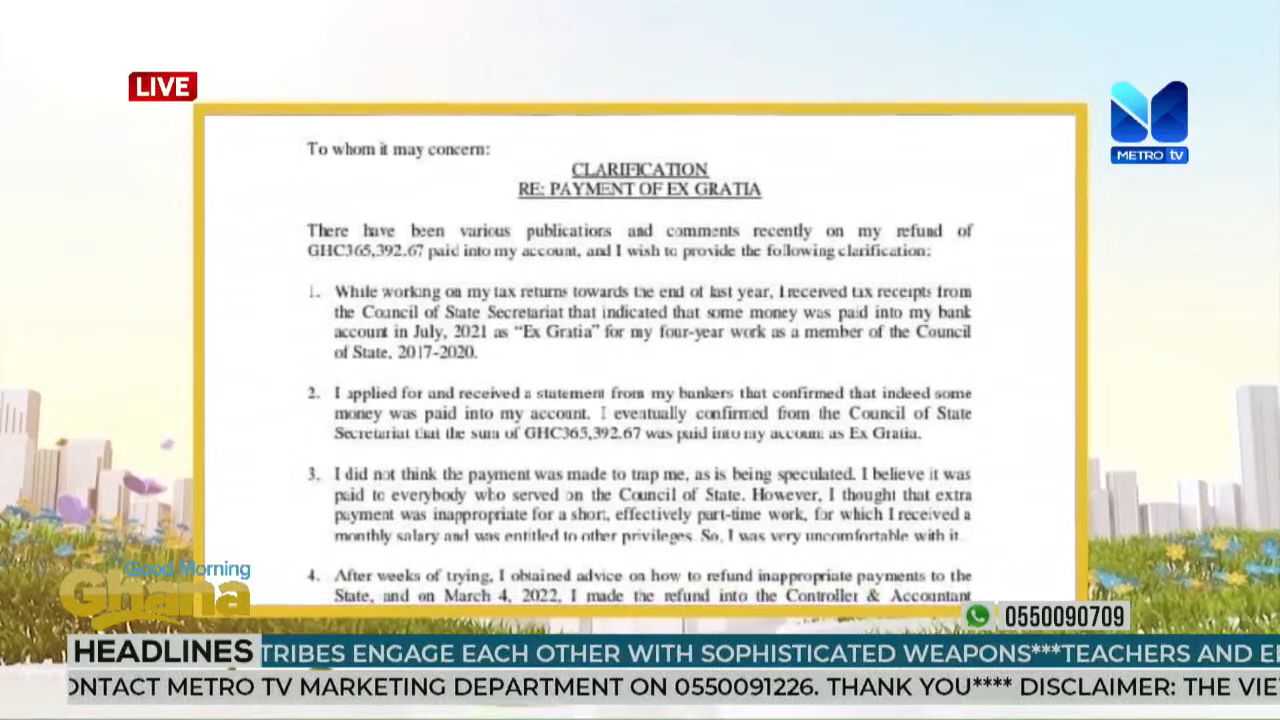 LIVE
METRO tv
To whom it may concern:
CLARIFICATION
RE: PAYMENT OF EX GRATIA
There have been various publications and comments recently on my refund of
GHC365,392.67 paid into my account, and I wish to provide the following clarification:
1. While working on my tax returns towards the end of last year, I received tax receipts from
the Council of State Secretariat that indicated that some money was paid into my bank
account in July, 2021 as “Ex Gratia” for my four-year work as a member of the Council
of State, 2017-2020.
2. I applied for and received a statement from my bankers that confirmed that indeed some
money was paid into my account. I eventually confirmed from the Council of State
Secretariat that the sum of GHC365,392.67 was paid into my account as Ex Gratia.
3. I did not think the payment was made to trap me, as is being speculated. I believe it was
paid to everybody who served on the Council of State. However, I thought that extra
payment was inappropriate for a short, effectively part-time work, for which I received a
monthly salary and was entitled to other privileges. So, I was very uncomfortable with it.
4. After weeks of trying, I obtained advice on how to refund inappropriate payments to the
State, and on March 4, 2022, I made the refund into the Controller & Accountant
Good Morning
Ghana
0550090709
HEADLINES TRIBES ENGAGE EACH OTHER WITH SOPHISTICATED WEAPONS***TEACHERS AND
ONTACT METRO TV MARKETING DEPARTMENT ON 0550091226. THANK YOU**** DISCLAIMER: THE VIE